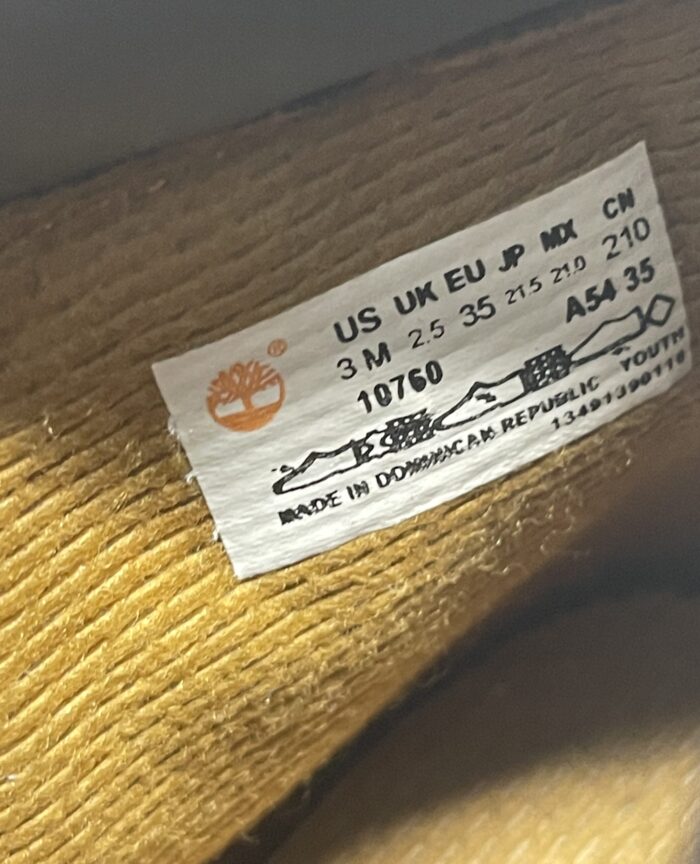 ®
US UK EU JP MX CN
3 M 2.5 35 21.5 21.0 210
10760 A54 35
MADE IN DOMINICAN REPUBLIC YOUTH